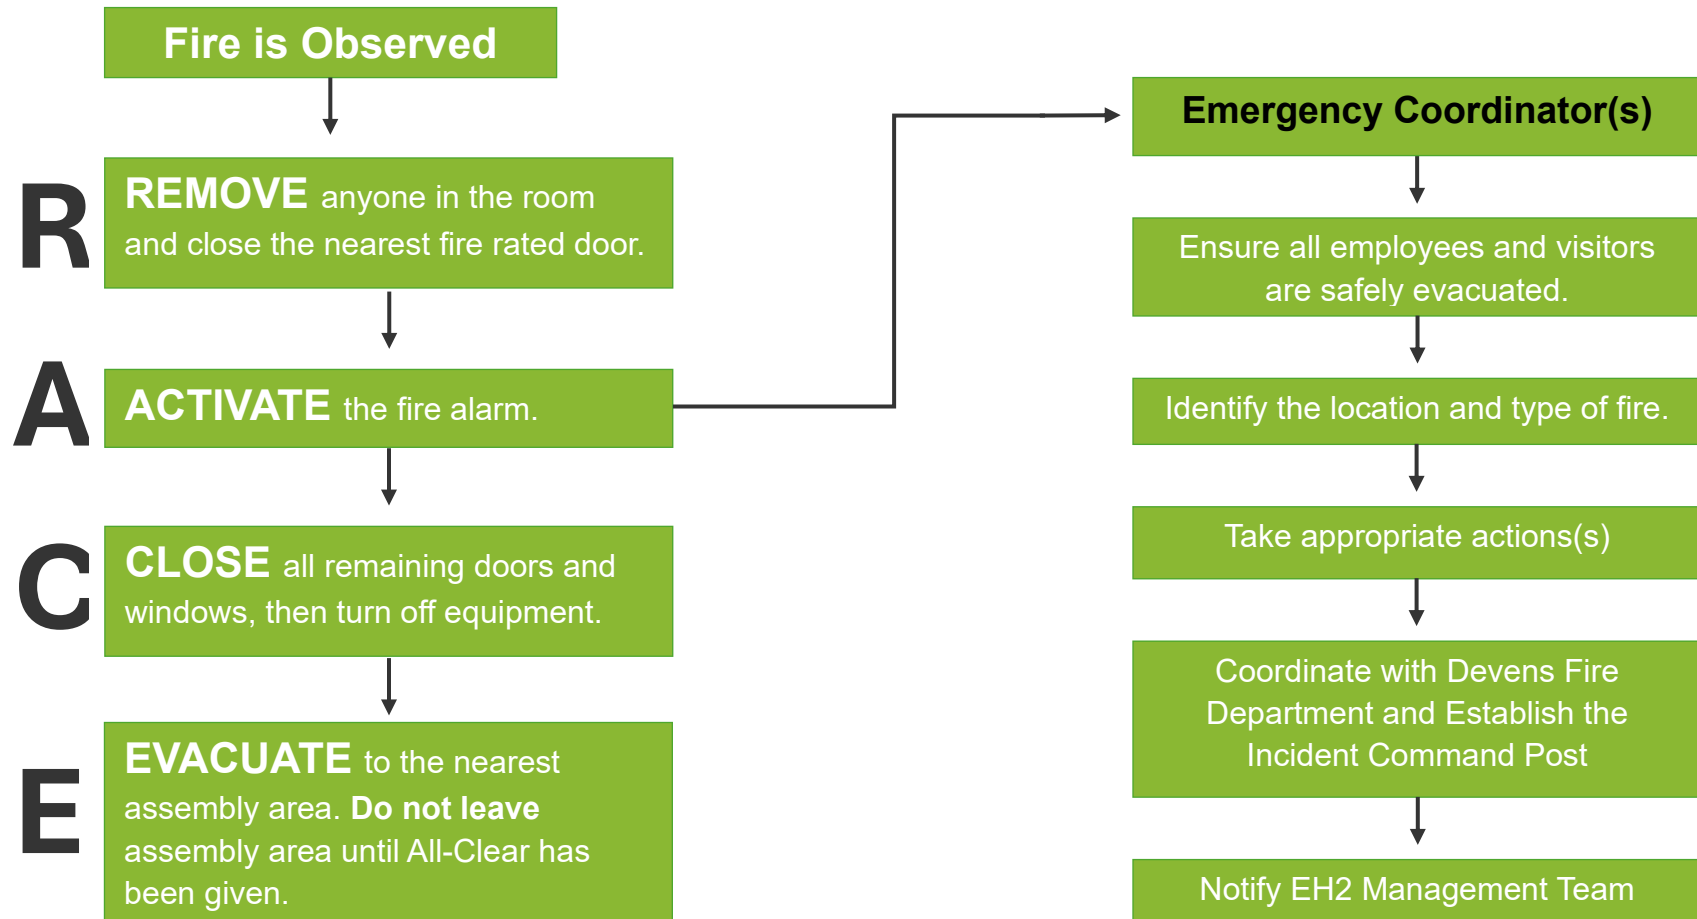 Fire is Observed
R
REMOVE anyone in the room
and close the nearest fire rated door.
A
ACTIVATE the fire alarm.
C
CLOSE all remaining doors and
windows, then turn off equipment.
E
EVACUATE to the nearest
assembly area. Do not leave
assembly area until All-Clear has
been given.
Emergency Coordinator(s)
Ensure all employees and visitors
are safely evacuated.
Identify the location and type of fire.
Take appropriate actions(s)
Coordinate with Devens Fire
Department and Establish the
Incident Command Post
Notify EH2 Management Team